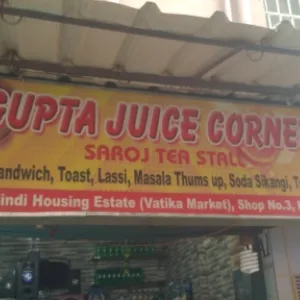 GUPTA JUICE CORNE
SAROJ TEA STALL
andwich, Toast, Lassi, Masala Thums up, Soda Sikangi, T
indi Housing Estate (Vatika Market), Shop No.3,